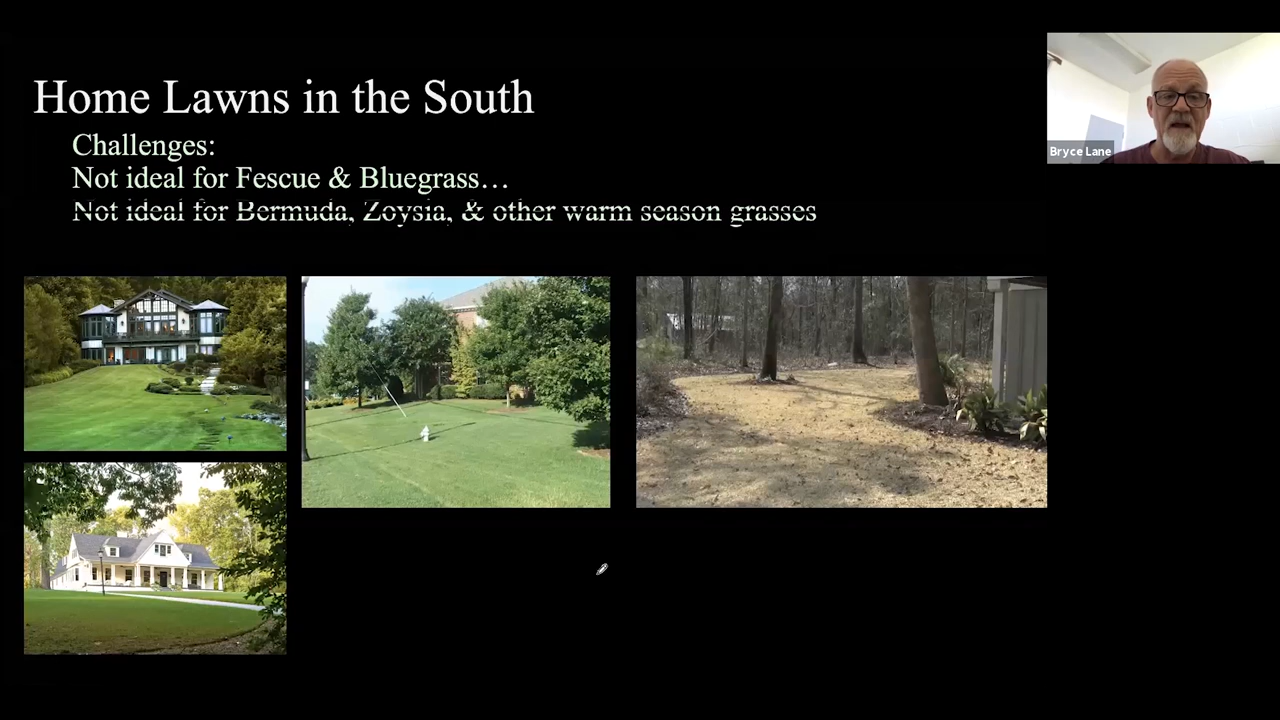 Home Lawns in the South
Challenges:
Not ideal for Fescue & Bluegrass…
Not ideal for Bermuda, Zoysia, & other warm season grasses
Bryce Lane